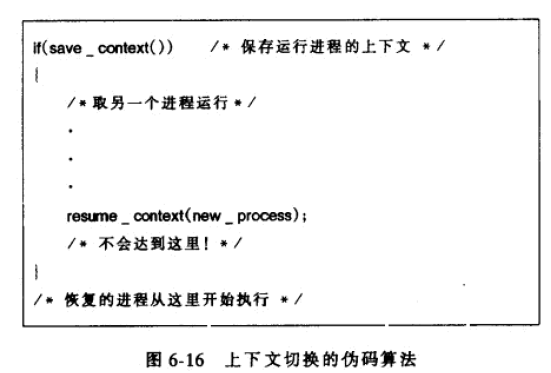 if(save _ context())    /* 保存运行进程的上下文 */
{
/* 取另一个进程运行 */
.
.
.
resume _ context(new _ process);
/* 不会达到这里! */
}
/* 恢复的进程从这里开始执行 */
图 6-16 上下文切换的伪码算法